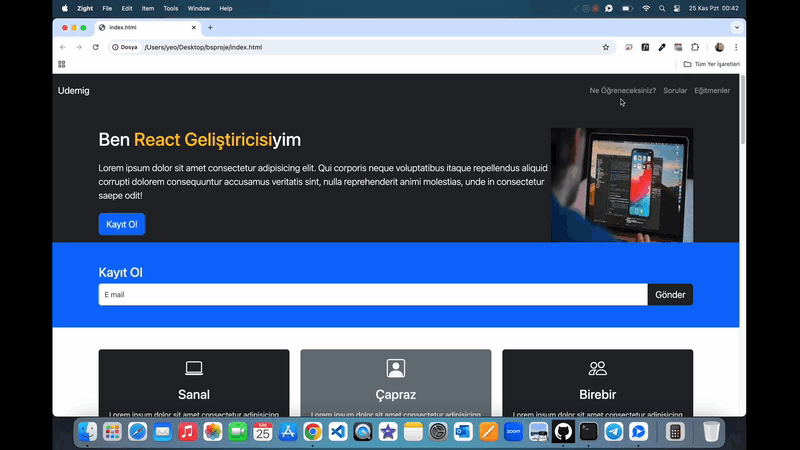 Zight File Edit Item Tools Window Help 25 Kas Pzt 00:42
index.html
Dosya /Users/yeo/Desktop/bsproje/index.html
Tüm Yer İşaretleri
Udemig Ne Öğreneceksiniz? Sorular Eğitmenler
Ben React Geliştiricisiyim
Lorem ipsum dolor sit amet consectetur adipisicing elit. Qui corporis neque voluptatibus itaque repellendus aliquid
corrupti dolorem consequuntur accusamus veritatis sint, nulla reprehenderit animi molestias, unde in consectetur
saepe odit!
Kayıt Ol
Kayıt Ol
E mail Gönder
Sanal Çapraz Birebir
Lorem ipsum dolor sit amet consectetur adipisicing Lorem ipsum dolor sit amet consectetur adipisicing Lorem ipsum dolor sit amet consectetur adipisicing
25
zoom